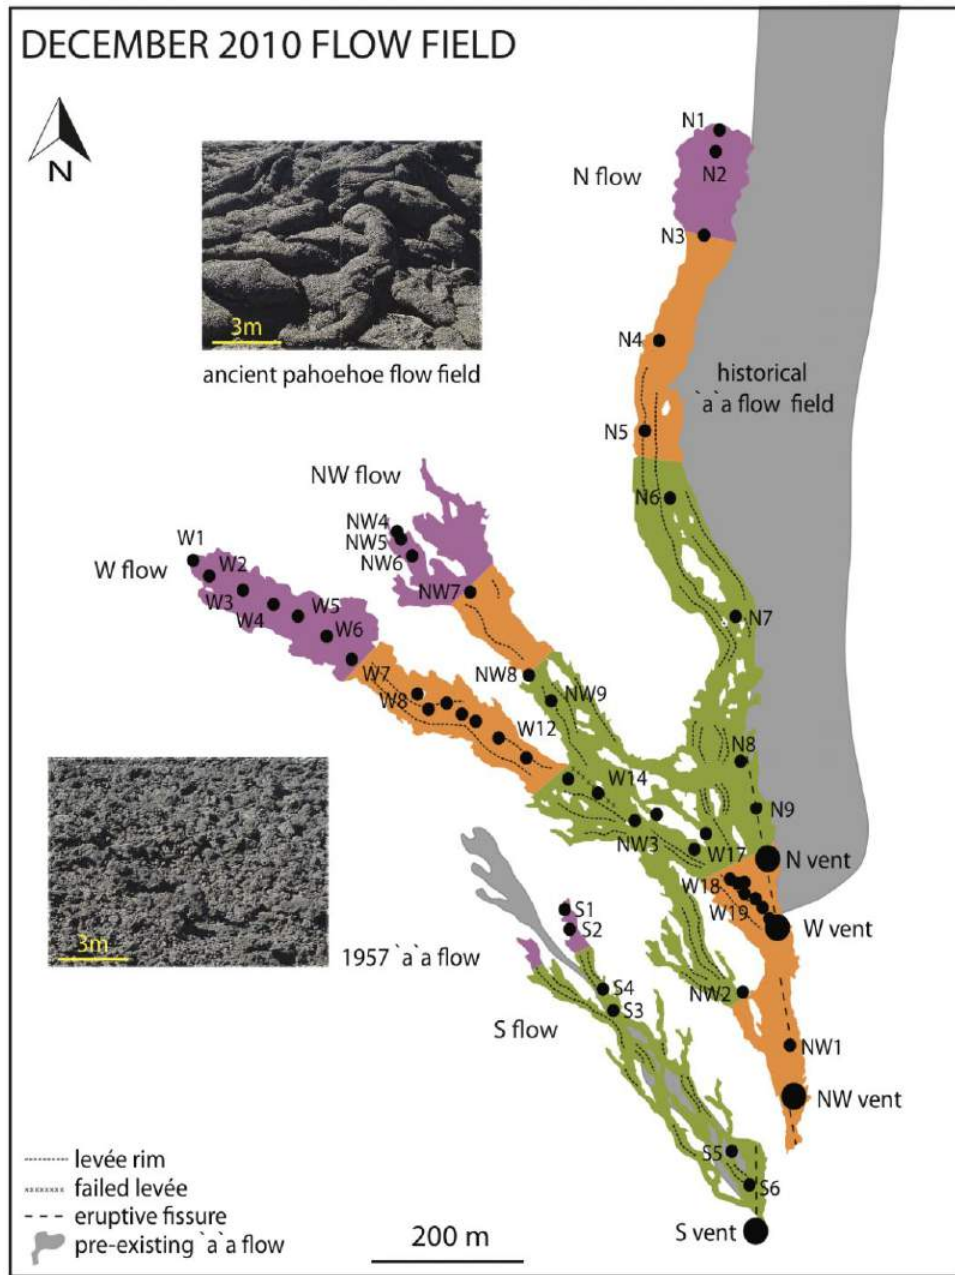 DECEMBER 2010 FLOW FIELD
N
3m
ancient pahoehoe flow field
N flow
N1
N2
N3
N4
historical
`a`a flow field
N5
NW flow
N6
NW4
NW5
NW6
W1
W flow
W2
W3
W4
W5
W6
NW7
N7
W7
W8
NW8
NW9
W12
N8
W14
N9
NW3
W17
N vent
W18
W19
W vent
3m
1957 `a`a flow
S1
S2
S4
S3
S flow
NW2
NW1
NW vent
S5
S6
S vent
levée rim
failed levée
eruptive fissure
pre-existing `a`a flow
200 m